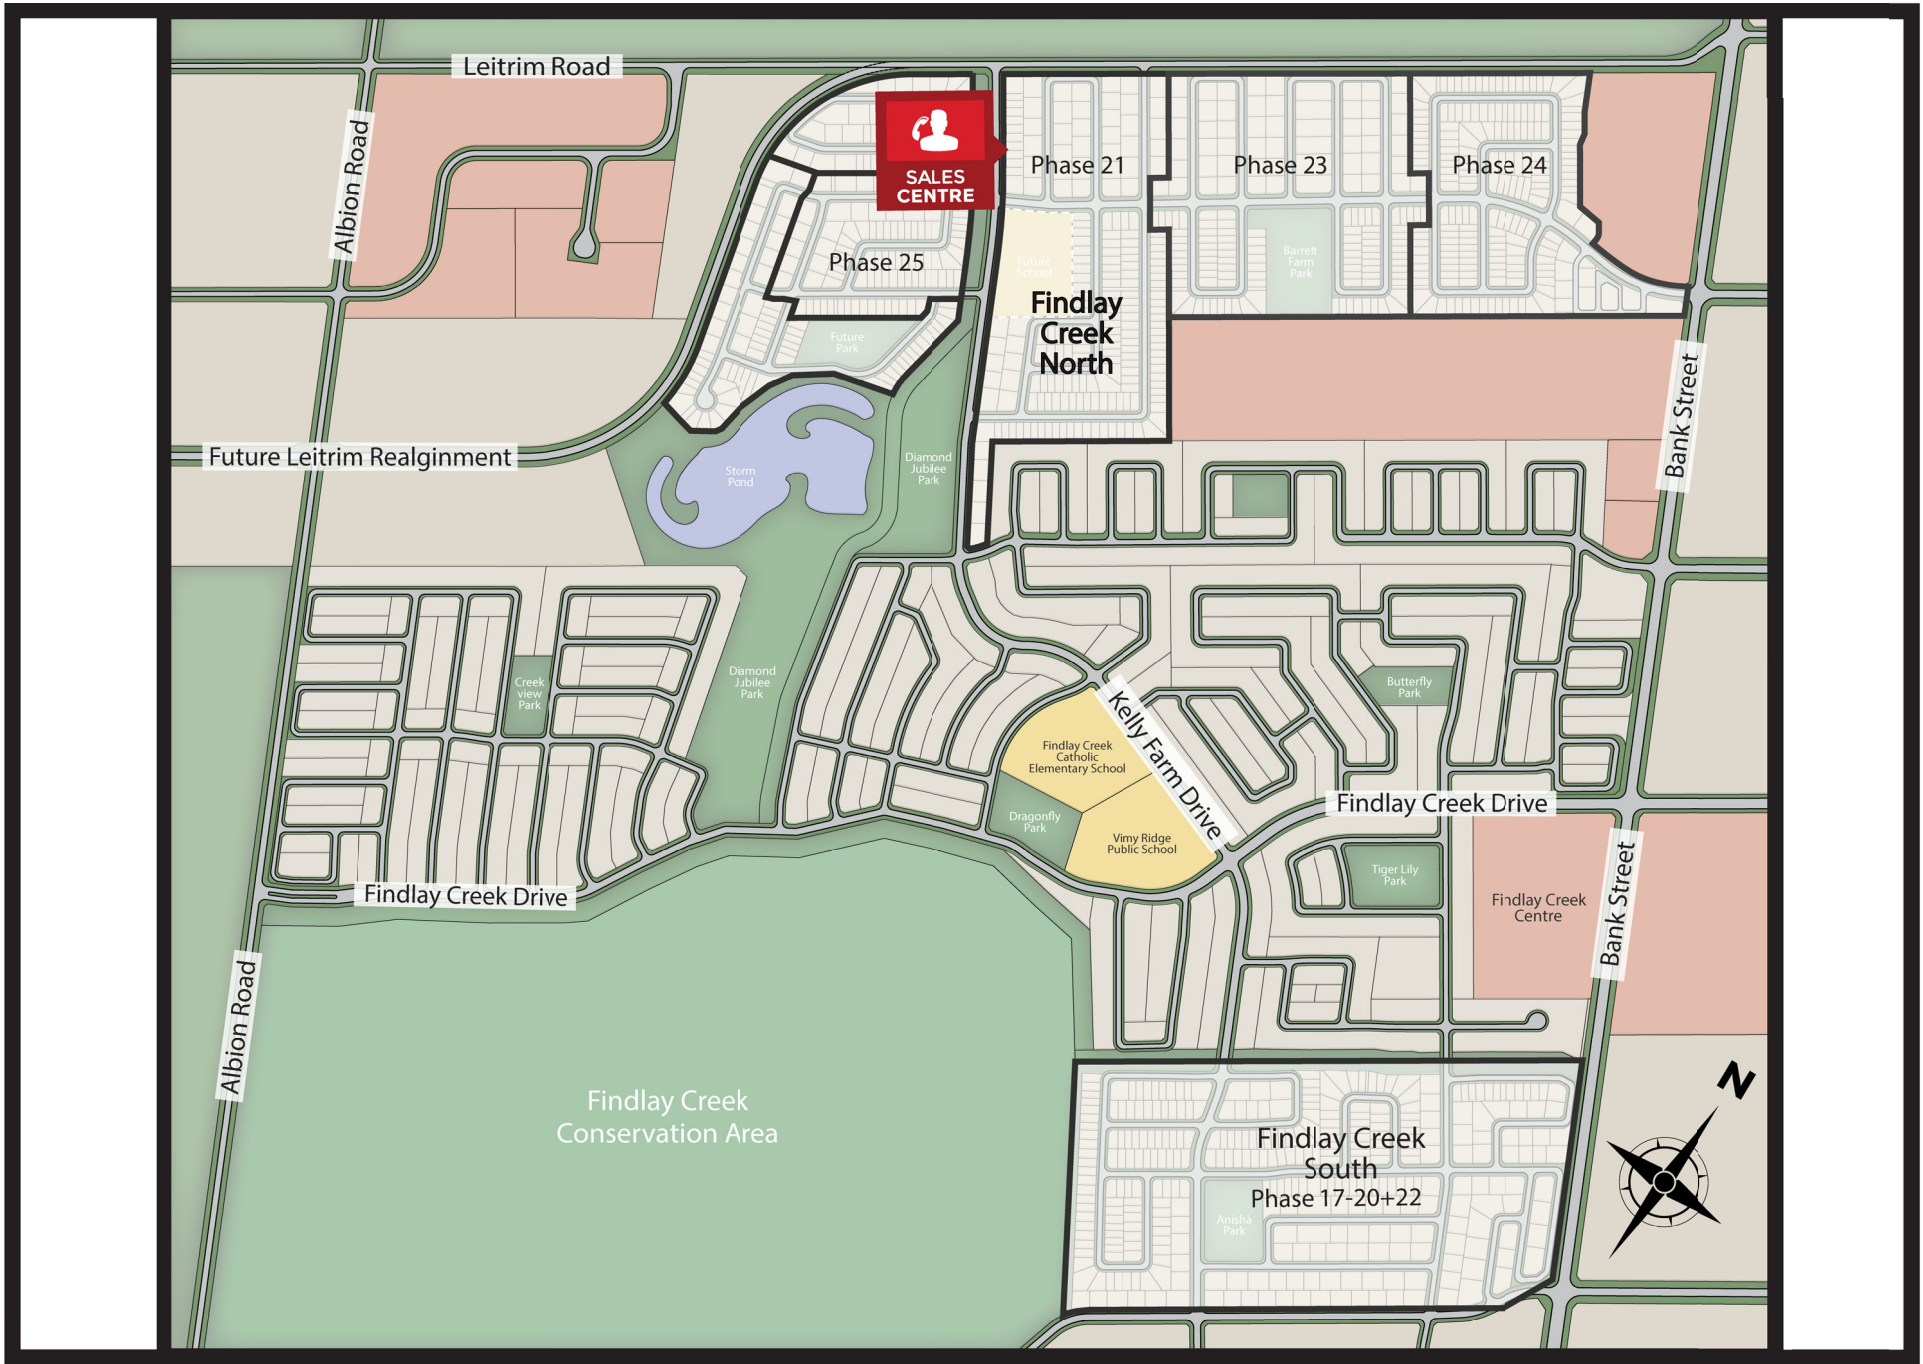 Leitrim Road
Albion Road
SALES
CENTRE
Phase 21
Phase 23
Phase 24
Phase 25
Future
School
Barrett
Farm
Park
Findlay
Creek
North
Future
Park
Bank Street
Future Leitrim Realginment
Storm
Pond
Diamond
Jubilee
Park
Creek
view
Park
Diamond
Jubilee
Park
Butterfly
Park
Kelly Farm Drive
Findlay Creek
Catholic
Elementary School
Dragonfly
Park
Vimy Ridge
Public School
Findlay Creek Drive
Tiger Lily
Park
Findlay Creek
Centre
Bank Street
Findlay Creek Drive
Albion Road
Findlay Creek
Conservation Area
N
Findlay Creek
South
Phase 17-20+22
Anisha
Park